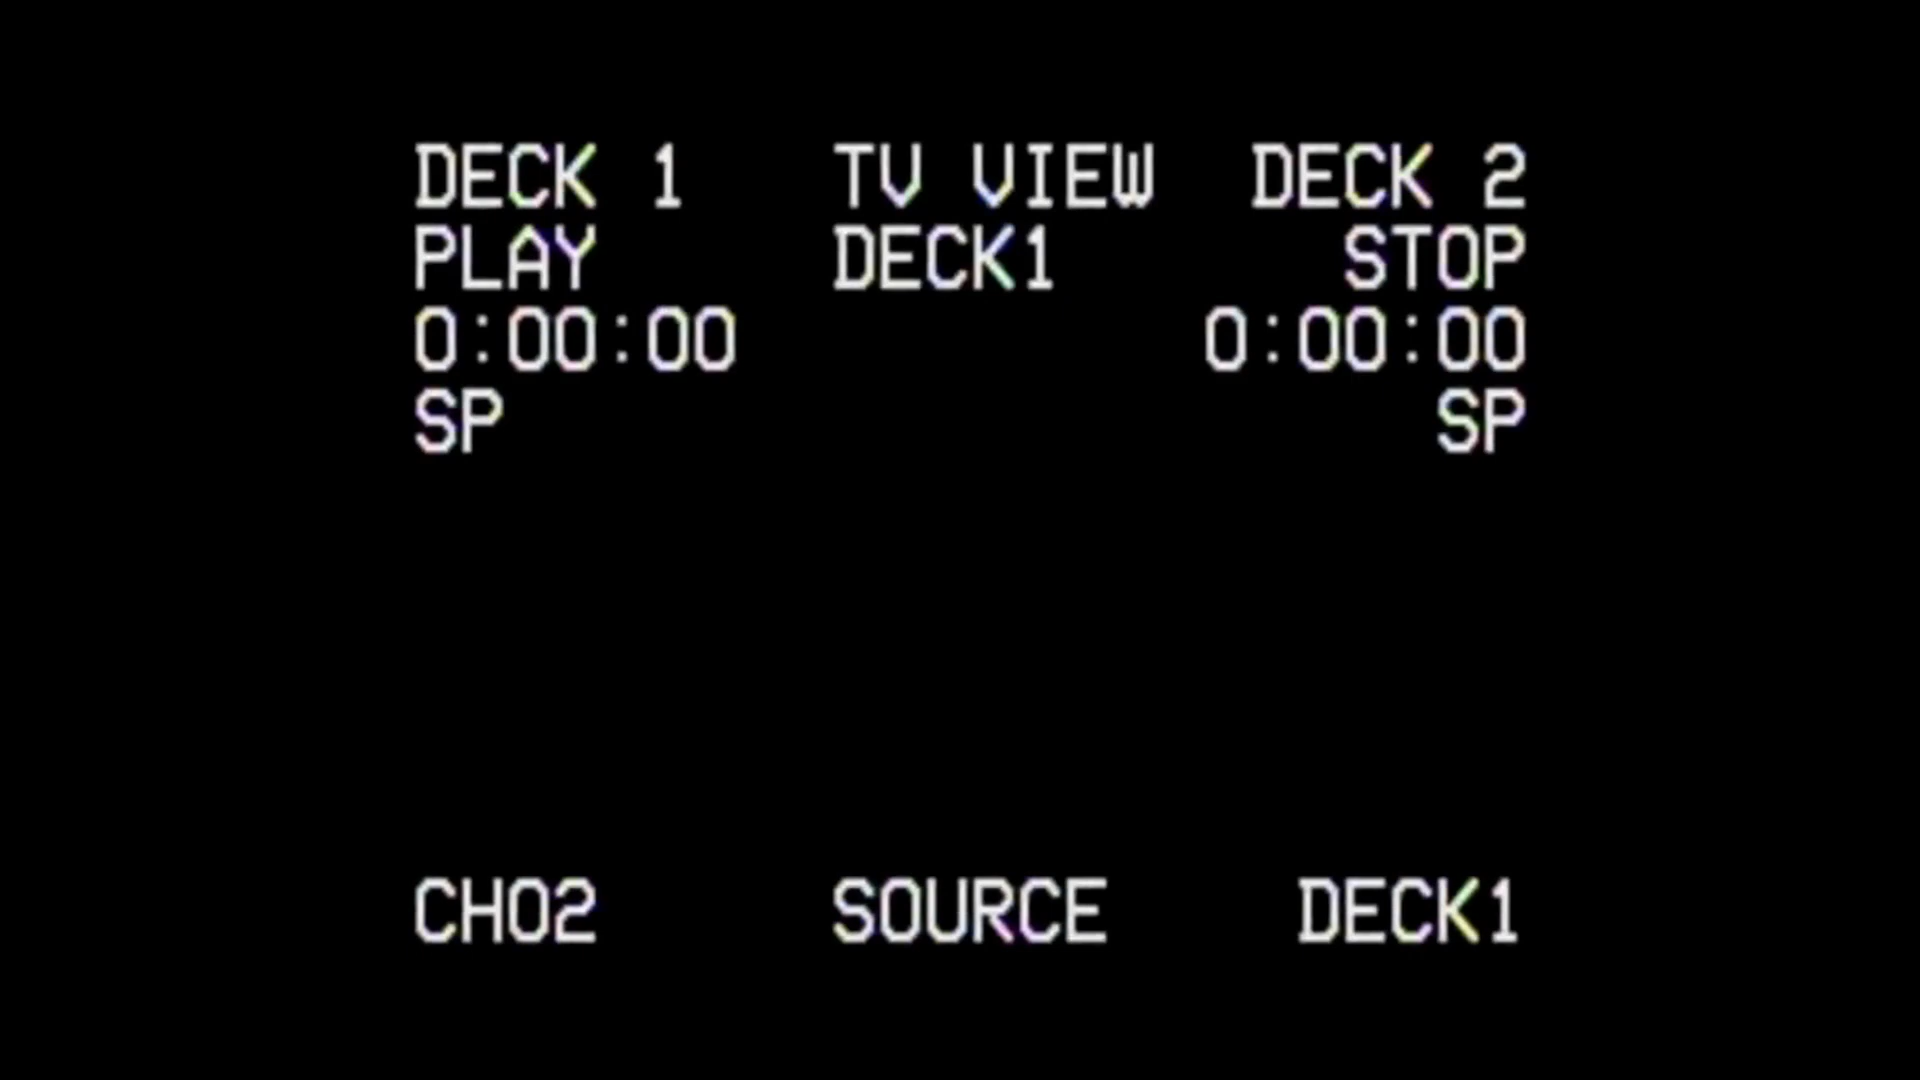 DECK 1 TV VIEW DECK 2
PLAY DECK1 STOP
0:00:00 0:00:00
SP SP
CH02 SOURCE DECK1